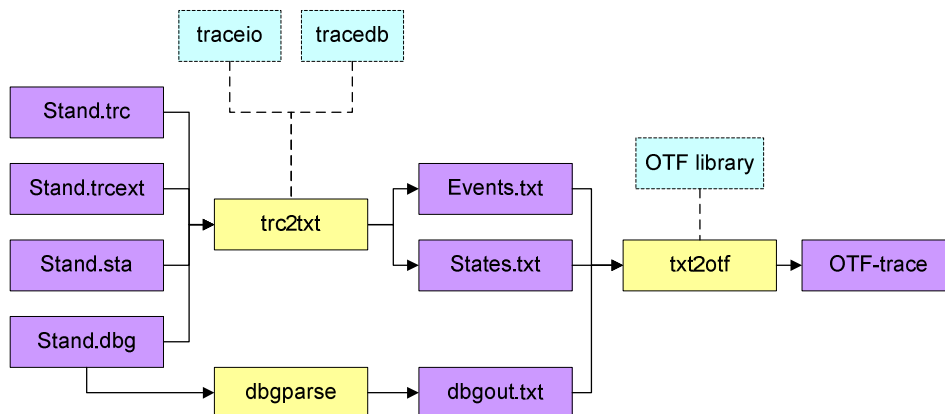 traceio
tracedb
Stand.trc
Stand.trcext
Stand.sta
Stand.dbg
trc2txt
dbgparse
Events.txt
States.txt
dbgout.txt
OTF library
txt2otf
OTF-trace